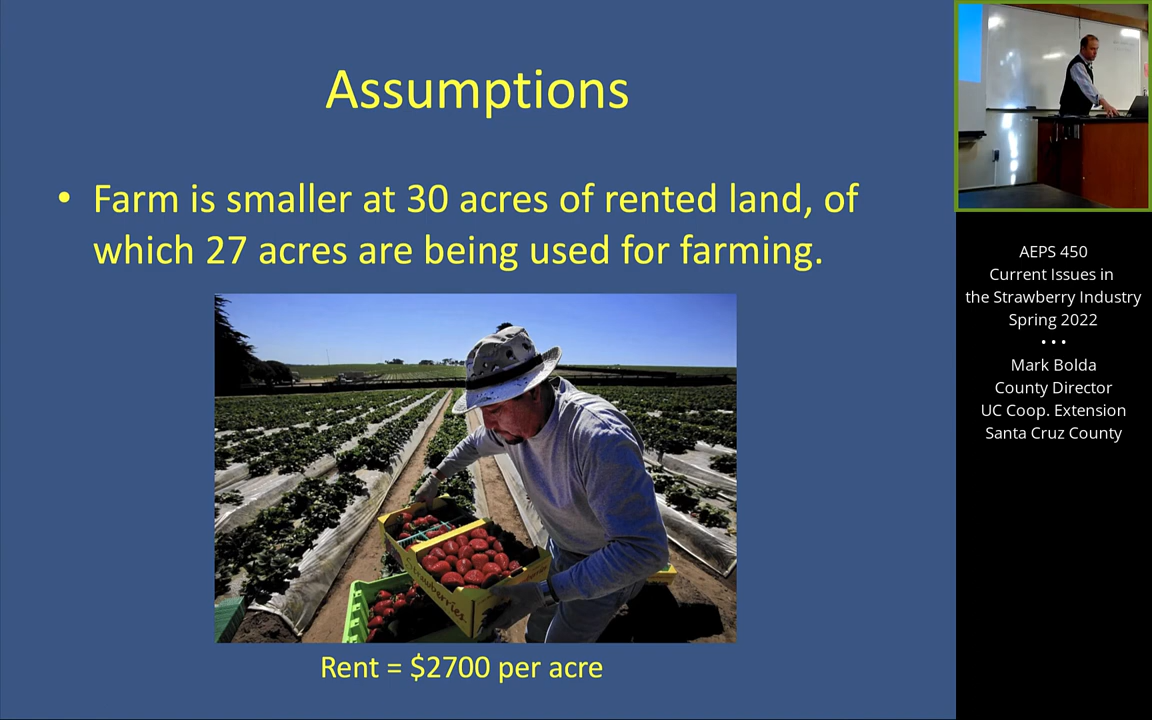 Assumptions
• Farm is smaller at 30 acres of rented land, of
which 27 acres are being used for farming.
Strawberries
Rent = $2700 per acre
AEPS 450
Current Issues in
the Strawberry Industry
Spring 2022
• • •
Mark Bolda
County Director
UC Coop. Extension
Santa Cruz County